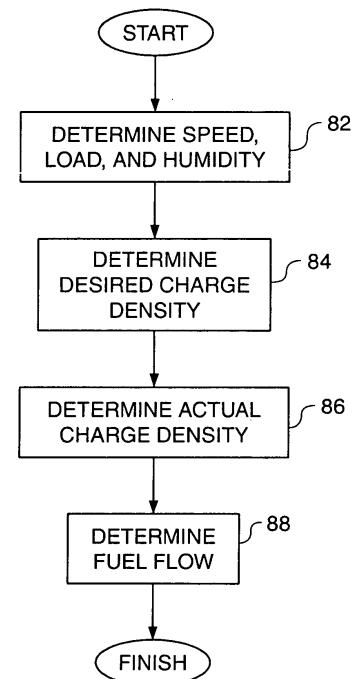 START
DETERMINE SPEED,
LOAD, AND HUMIDITY
82
DETERMINE
DESIRED CHARGE
DENSITY
84
DETERMINE ACTUAL
CHARGE DENSITY
86
DETERMINE
FUEL FLOW
88
FINISH